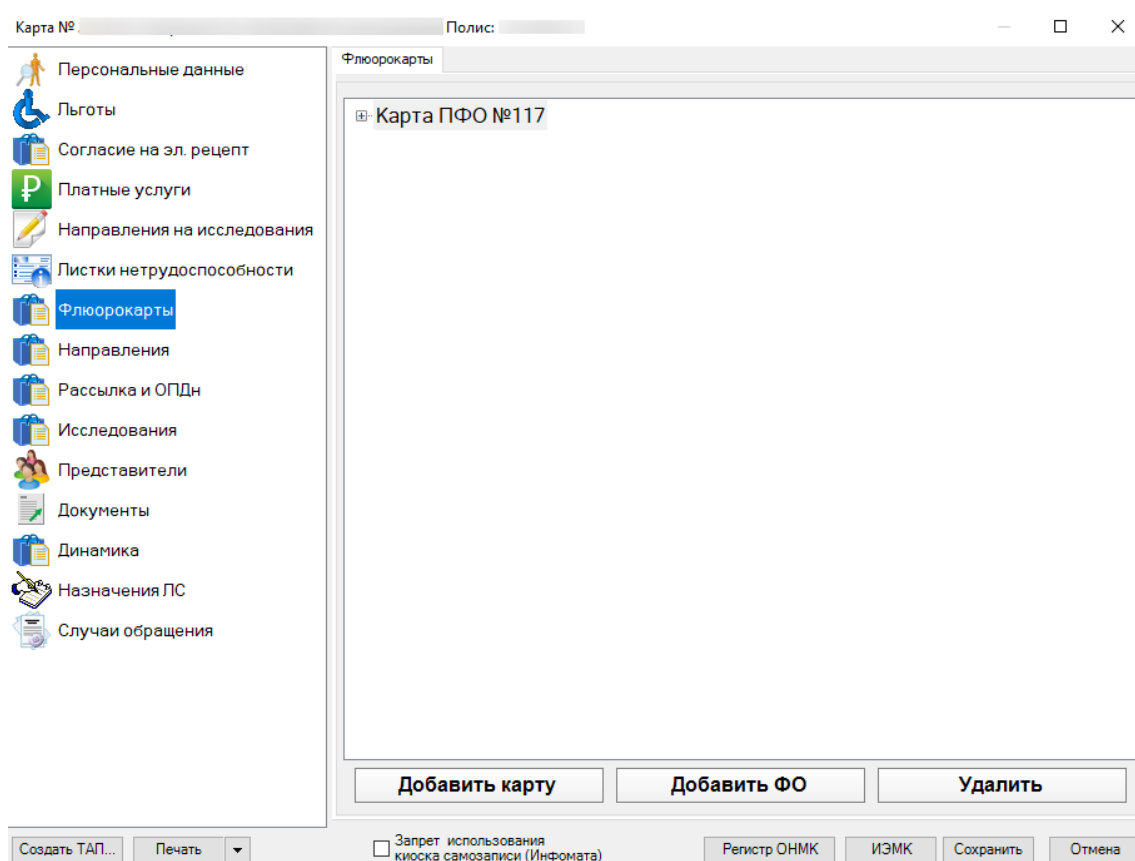 Карта № Полис:
Персональные данные
Льготы
Согласие на эл. рецепт
Платные услуги
Направления на исследования
Листки нетрудоспособности
Флюорокарты
Направления
Рассылка и ОПДн
Исследования
Представители
Документы
Динамика
Назначения ЛС
Случаи обращения
Флюорокарты
Карта ПФО №117
Добавить карту Добавить ФО Удалить
Создать ТАП... Печать
Запрет использования
киоска самозаписи (Инфомата)
Регистр ОНМК ИЭМК Сохранить Отмена